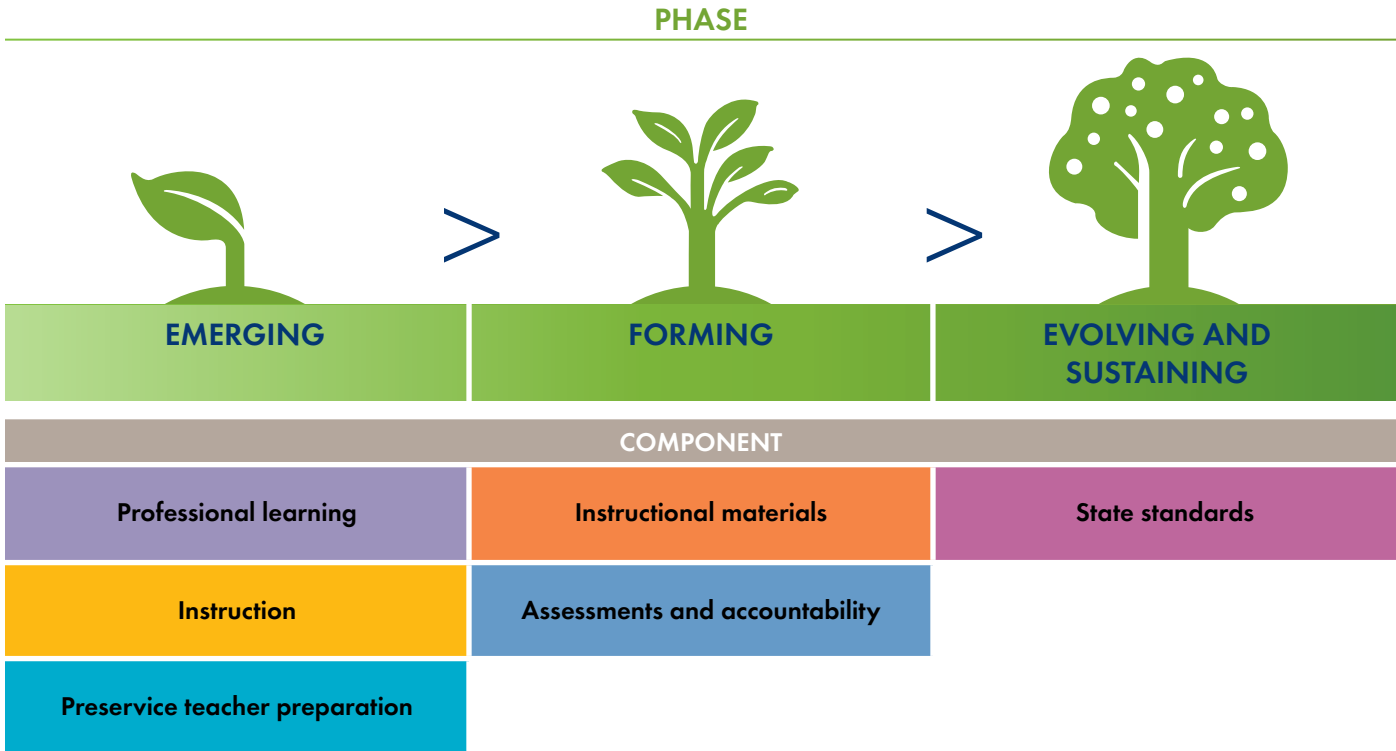 PHASE
>
>
EMERGING
FORMING
EVOLVING AND
SUSTAINING
COMPONENT
Professional learning
Instructional materials
State standards
Instruction
Assessments and accountability
Preservice teacher preparation